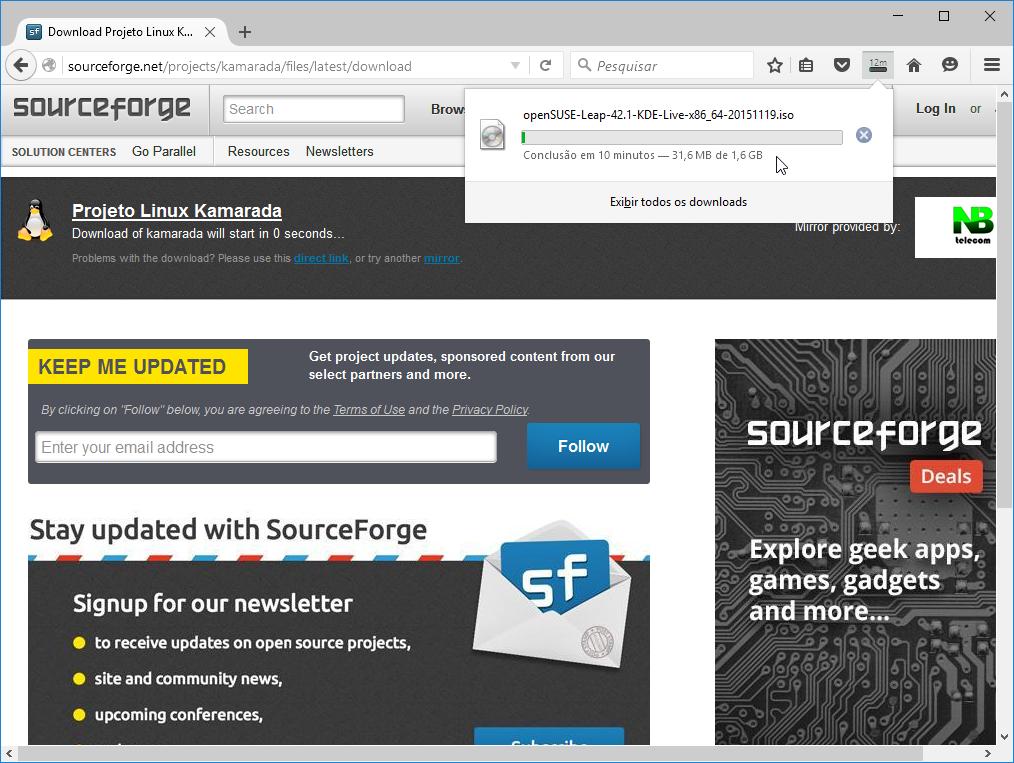 Download Projeto Linux K...
sourceforge.net/projects/kamarada/files/latest/download
Pesquisar
12m
sourceforge
Search
Log In
or
openSUSE-Leap-42.1-KDE-Live-x86_64-20151119.iso
Conclusão em 10 minutos — 31,6 MB de 1,6 GB
Exibir todos os downloads
SOLUTION CENTERS
Go Parallel
Resources
Newsletters
Projeto Linux Kamarada
Download of kamarada will start in 0 seconds...
Problems with the download? Please use this direct link, or try another mirror.
Mirror provided by:
NB
telecom
KEEP ME UPDATED
Get project updates, sponsored content from our
select partners and more.
By clicking on "Follow" below, you are agreeing to the Terms of Use and the Privacy Policy.
Enter your email address
Follow
Stay updated with SourceForge
sf
Signup for our newsletter
to receive updates on open source projects,
site and community news,
upcoming conferences,
sourceforge
Deals
Explore geek apps,
games, gadgets
and more...